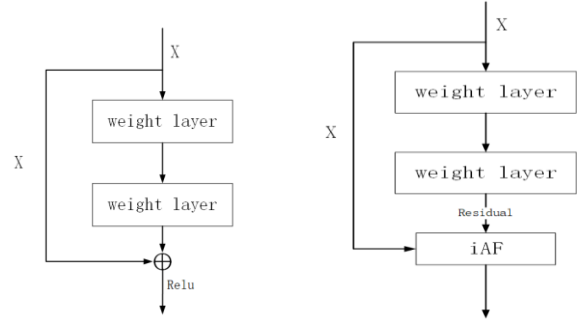 X
weight layer
X
weight layer
Relu
X
weight layer
X
weight layer
Residual
iAF